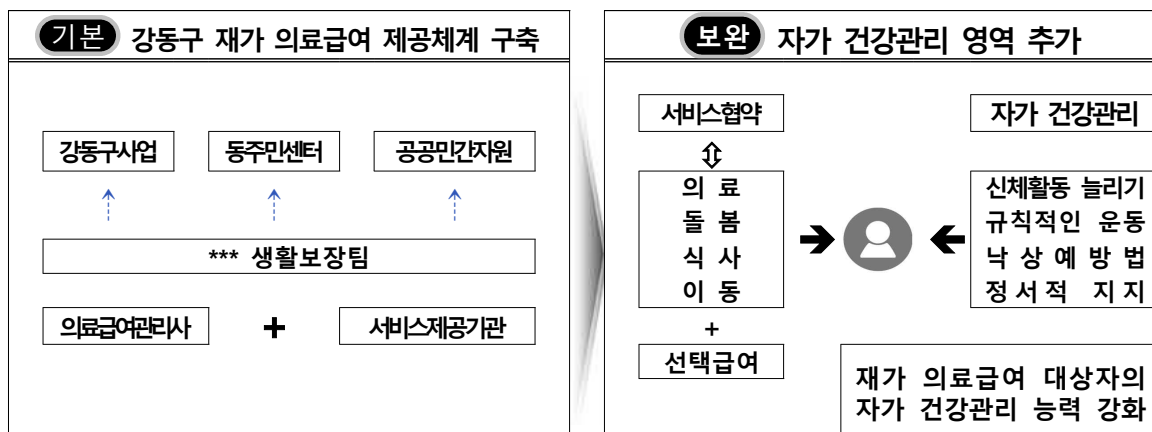 기본 강동구 재가 의료급여 제공체계 구축
강동구사업 동주민센터 공공민간자원
*** 생활보장팀
의료급여관리사 + 서비스제공기관
보완 자가 건강관리 영역 추가
서비스협약
의 료
돌 봄
식 사
이 동
+
선택급여
자가 건강관리
신체활동 늘리기
규칙적인 운동
낙 상 예 방 법
정 서 적 지 지
재가 의료급여 대상자의
자가 건강관리 능력 강화